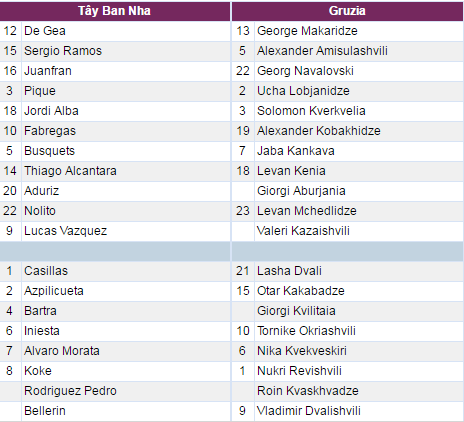 Tây Ban Nha Gruzia
12 De Gea 13 George Makaridze
15 Sergio Ramos 5 Alexander Amisulashvili
16 Juanfran 22 Georg Navalovski
3 Pique 2 Ucha Lobjanidze
18 Jordi Alba 3 Solomon Kverkvelia
10 Fabregas 19 Alexander Kobakhidze
5 Busquets 7 Jaba Kankava
14 Thiago Alcantara 18 Levan Kenia
20 Aduriz Giorgi Aburjania
22 Nolito 23 Levan Mchedlidze
9 Lucas Vazquez Valeri Kazaishvili
1 Casillas 21 Lasha Dvali
2 Azpilicueta 15 Otar Kakabadze
4 Bartra Giorgi Kvilitaia
6 Iniesta 10 Tornike Okriashvili
7 Alvaro Morata 6 Nika Kvekveskiri
8 Koke 1 Nukri Revishvili
Rodriguez Pedro Roin Kvaskhvadze
Bellerin 9 Vladimir Dvalishvili